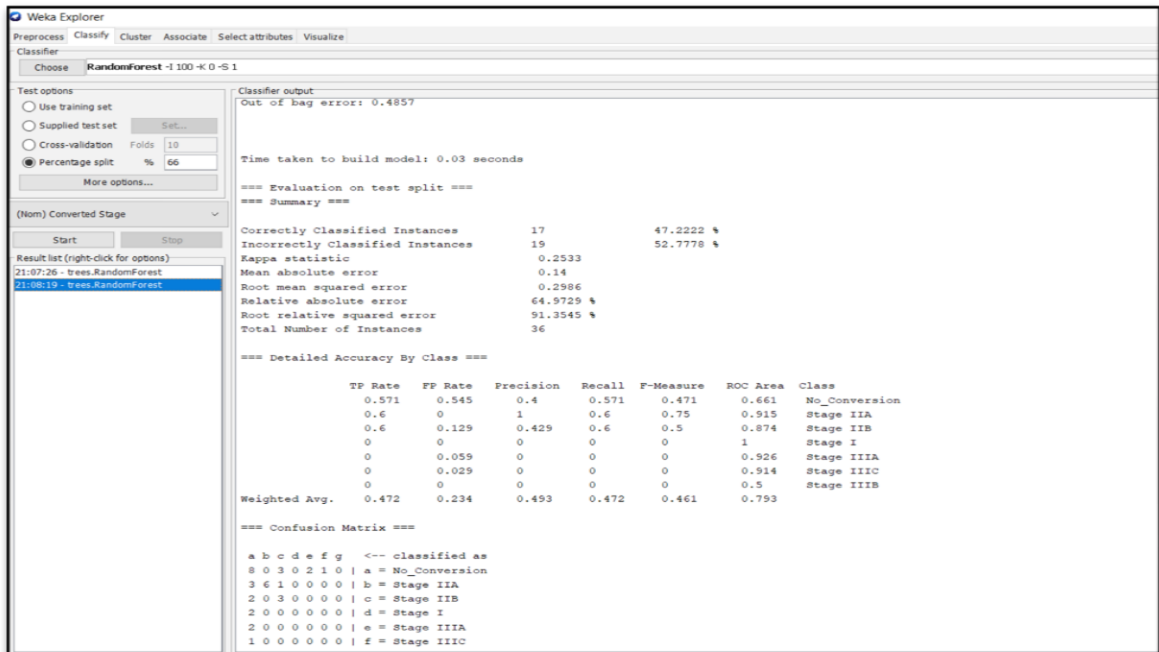 Weka Explorer
Preprocess Classify Cluster Associate Select attributes Visualize
Classifier
Choose RandomForest -I 100 -K 0 -S 1
Test options
Use training set
Supplied test set Set...
Cross-validation Folds 10
Percentage split % 66
More options...
(Nom) Converted Stage
Start Stop
Result list (right-click for options)
21:07:26 - trees.RandomForest
21:08:19 - trees.RandomForest
Classifier output
Out of bag error: 0.4857
Time taken to build model: 0.03 seconds
=== Evaluation on test split ===
=== Summary ===
Correctly Classified Instances 17 47.2222 %
Incorrectly Classified Instances 19 52.7778 %
Kappa statistic 0.2533
Mean absolute error 0.14
Root mean squared error 0.2986
Relative absolute error 64.9729 %
Root relative squared error 91.3545 %
Total Number of Instances 36
=== Detailed Accuracy By Class ===
TP Rate FP Rate Precision Recall F-Measure ROC Area Class
0.571 0.545 0.4 0.571 0.471 0.661 No_Conversion
0.6 0 1 0.6 0.75 0.915 Stage IIA
0.6 0.129 0.429 0.6 0.5 0.874 Stage IIB
0 0 0 0 0 1 Stage I
0 0.059 0 0 0 0.926 Stage IIIA
0 0.029 0 0 0 0.914 Stage IIIC
0 0 0 0 0 0.5 Stage IIIB
Weighted Avg. 0.472 0.234 0.493 0.472 0.461 0.793
=== Confusion Matrix ===
a b c d e f g <-- classified as
8 0 3 0 2 1 0 | a = No_Conversion
3 6 1 0 0 0 0 | b = Stage IIA
2 0 3 0 0 0 0 | c = Stage IIB
2 0 0 0 0 0 0 | d = Stage I
2 0 0 0 0 0 0 | e = Stage IIIA
1 0 0 0 0 0 0 | f = Stage IIIC